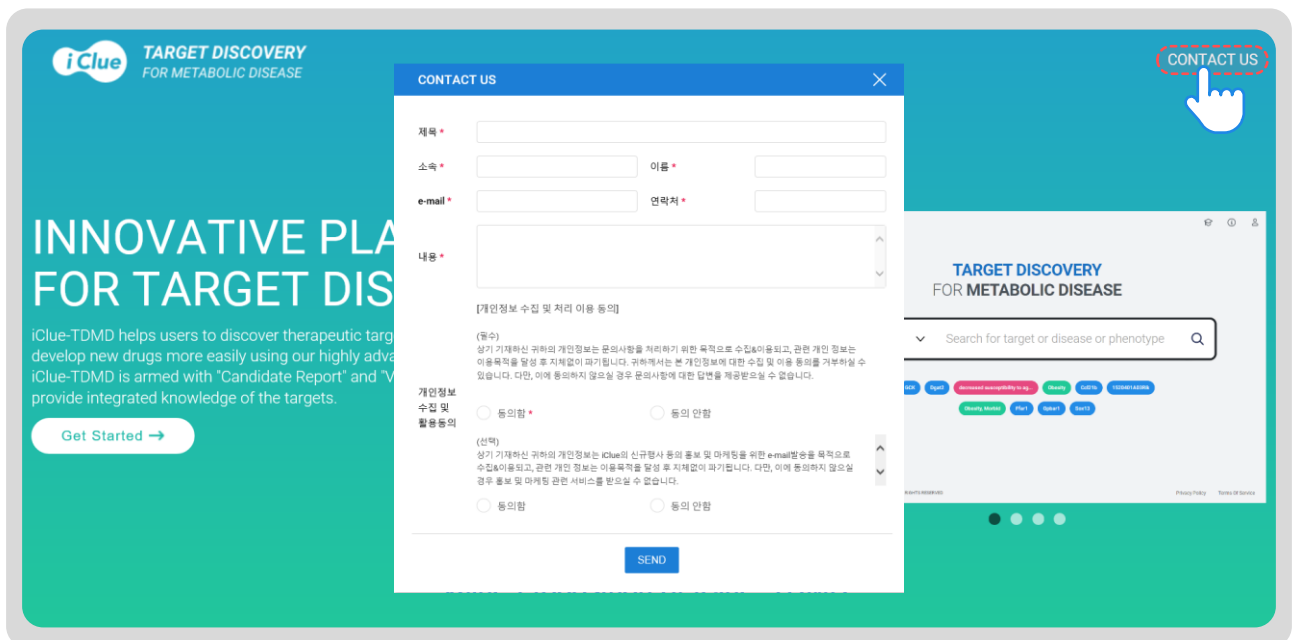 i Clue
TARGET DISCOVERY
FOR METABOLIC DISEASE
CONTACT US
CONTACT US
제목 *
소속 *
이름 *
e-mail *
연락처 *
내용 *
[개인정보 수집 및 처리 이용 동의]
(필수)
상기 기재하신 귀하의 개인정보는 문의사항을 처리하기 위한 목적으로 수집&이용되고, 관련 개인 정보는
이용목적을 달성 후 지체없이 파기됩니다. 귀하께서는 본 개인정보에 대한 수집 및 이용 동의를 거부하실 수
있습니다. 다만, 이에 동의하지 않으실 경우 문의사항에 대한 답변을 제공받으실 수 없습니다.
개인정보
수집 및
활용동의
동의함 *
동의 안함
(선택)
상기 기재하신 귀하의 개인정보는 iClue의 신규행사 등의 홍보 및 마케팅을 위한 e-mail발송을 목적으로
수집&이용되고, 관련 개인 정보는 이용목적을 달성 후 지체없이 파기됩니다. 다만, 이에 동의하지 않으실
경우 홍보 및 마케팅 관련 서비스를 받으실 수 없습니다.
동의함
동의 안함
SEND
INNOVATIVE PLA
FOR TARGET DIS
iClue-TDMD helps users to discover therapeutic targ
develop new drugs more easily using our highly adva
iClue-TDMD is armed with "Candidate Report" and "V
provide integrated knowledge of the targets.
Get Started →
TARGET DISCOVERY
FOR METABOLIC DISEASE
Search for target or disease or phenotype
Dgat2
decreased susceptibility to ag...
Obesity
Cd31b
1520401A03Rik
Obesity, Morbid
Pfar1
Gpbar1
Sox13
Privacy Policy
Terms Of Service